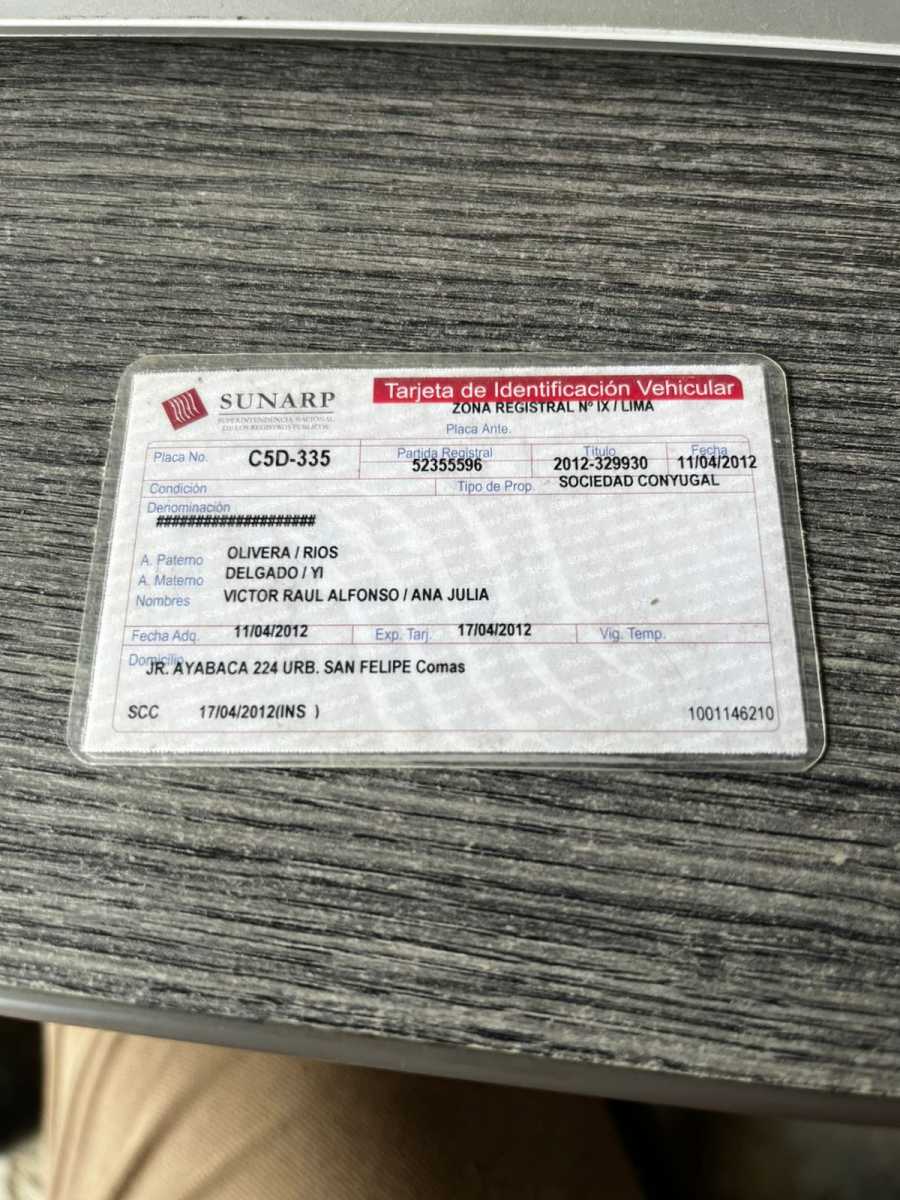 SUNARP
SUPERINTENDENCIA NACIONAL
DE LOS REGISTROS PUBLICOS
Tarjeta de Identificación Vehicular
ZONA REGISTRAL Nº IX / LIMA
Placa Ante.
Placa No. C5D-335 Partida Registral 52355596 Título 2012-329930 Fecha 11/04/2012
Condición Tipo de Prop. SOCIEDAD CONYUGAL
Denominación
####################
A. Paterno OLIVERA / RIOS
A. Materno DELGADO / YI
Nombres VICTOR RAUL ALFONSO / ANA JULIA
Fecha Adq. 11/04/2012 Exp. Tarj. 17/04/2012 Vig. Temp.
Domicilio JR. AYABACA 224 URB. SAN FELIPE Comas
SCC 17/04/2012(INS ) 1001146210